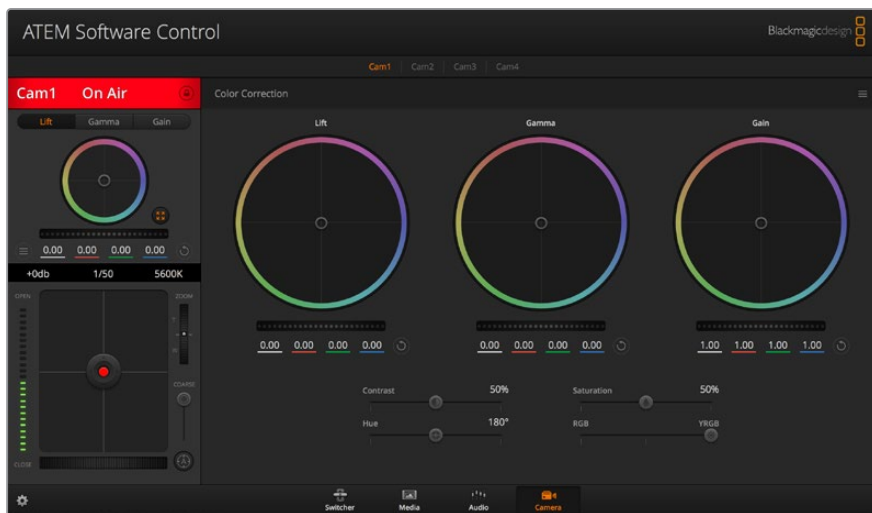 ATEM Software Control
Blackmagicdesign
Cam1 Cam2 Cam3 Cam4
Cam1 On Air
Color Correction
Lift Gamma Gain
Lift Gamma Gain
0.00 0.00 0.00 0.00
+0db 1/50 5600K
OPEN
ZOOM
T
W
COARSE
CLOSE
0.00 0.00 0.00 0.00
0.00 0.00 0.00 0.00
1.00 1.00 1.00 1.00
Contrast 50%
Saturation 50%
Hue 180°
RGB YRGB
Switcher Media Audio Camera